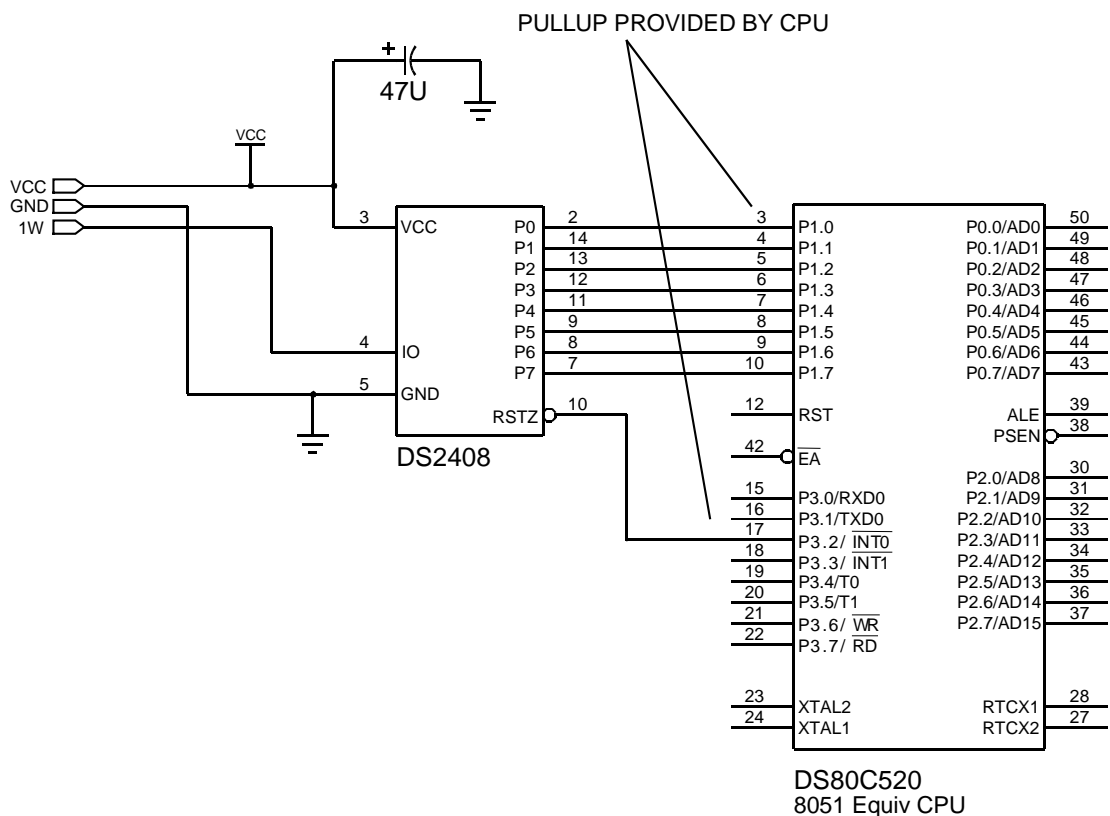 PULLUP PROVIDED BY CPU
+
47U
VCC
VCC
GND
1W
3 VCC
4 IO
5 GND
P0 2
P1 14
P2 13
P3 12
P4 11
P5 9
P6 8
P7 7
RSTZ 10
DS2408
3 P1.0
4 P1.1
5 P1.2
6 P1.3
7 P1.4
8 P1.5
9 P1.6
10 P1.7
12 RST
42 EA
15 P3.0/RXD0
16 P3.1/TXD0
17 P3.2/ INT0
18 P3.3/ INT1
19 P3.4/T0
20 P3.5/T1
21 P3.6/ WR
22 P3.7/ RD
23 XTAL2
24 XTAL1
P0.0/AD0 50
P0.1/AD1 49
P0.2/AD2 48
P0.3/AD3 47
P0.4/AD4 46
P0.5/AD5 45
P0.6/AD6 44
P0.7/AD7 43
ALE 39
PSEN 38
P2.0/AD8 30
P2.1/AD9 31
P2.2/AD10 32
P2.3/AD11 33
P2.4/AD12 34
P2.5/AD13 35
P2.6/AD14 36
P2.7/AD15 37
RTCX1 28
RTCX2 27
DS80C520
8051 Equiv CPU